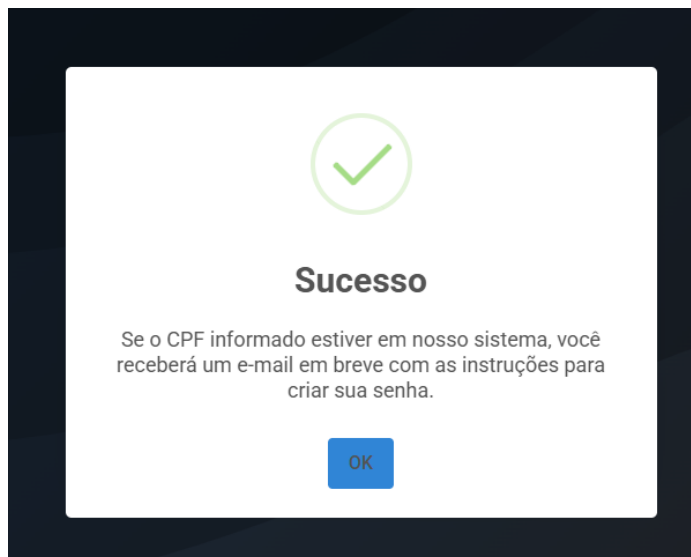 Sucesso
Se o CPF informado estiver em nosso sistema, você
receberá um e-mail em breve com as instruções para
criar sua senha.
OK